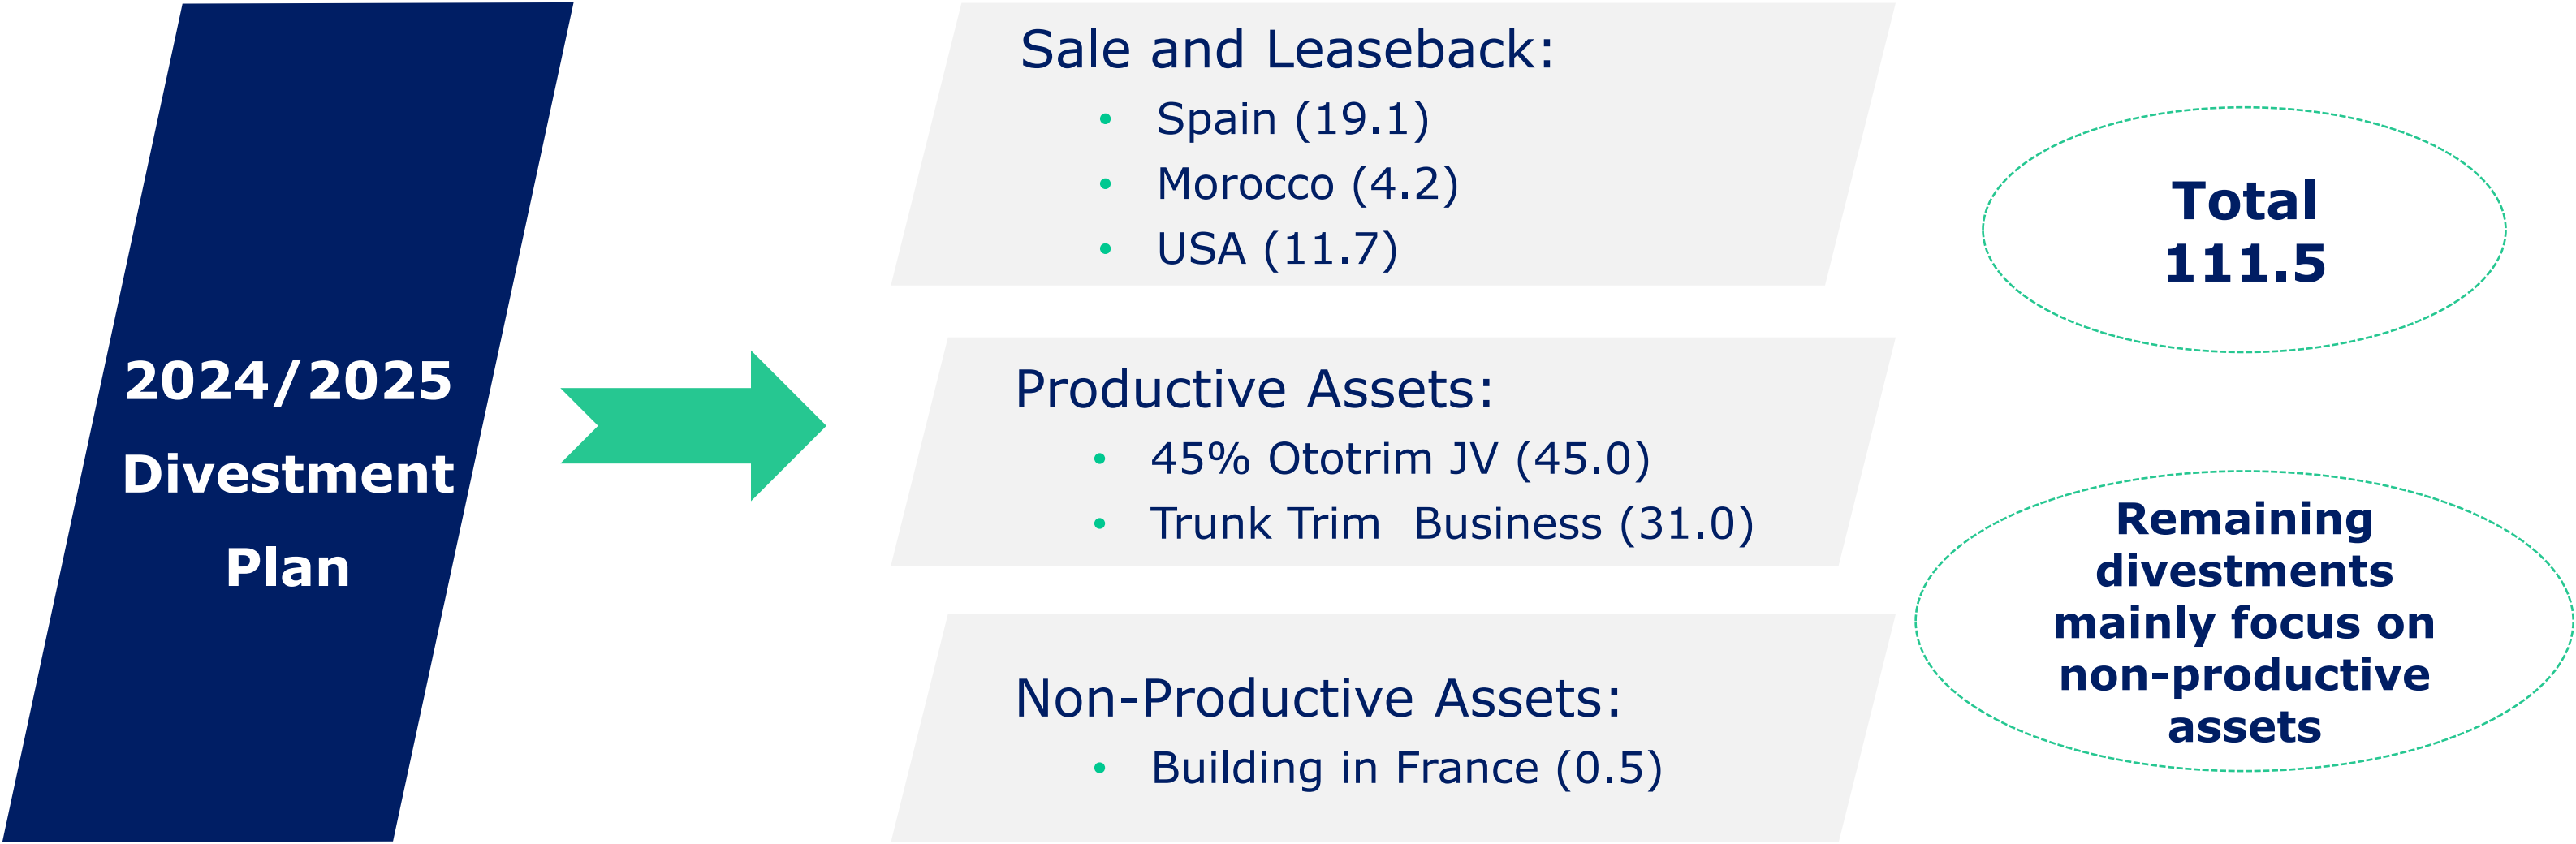 2024/2025
Divestment
Plan
Sale and Leaseback:
• Spain (19.1)
• Morocco (4.2)
• USA (11.7)
Productive Assets:
• 45% Ototrim JV (45.0)
• Trunk Trim  Business (31.0)
Non-Productive Assets:
• Building in France (0.5)
Total
111.5
Remaining
divestments
mainly focus on
non-productive
assets